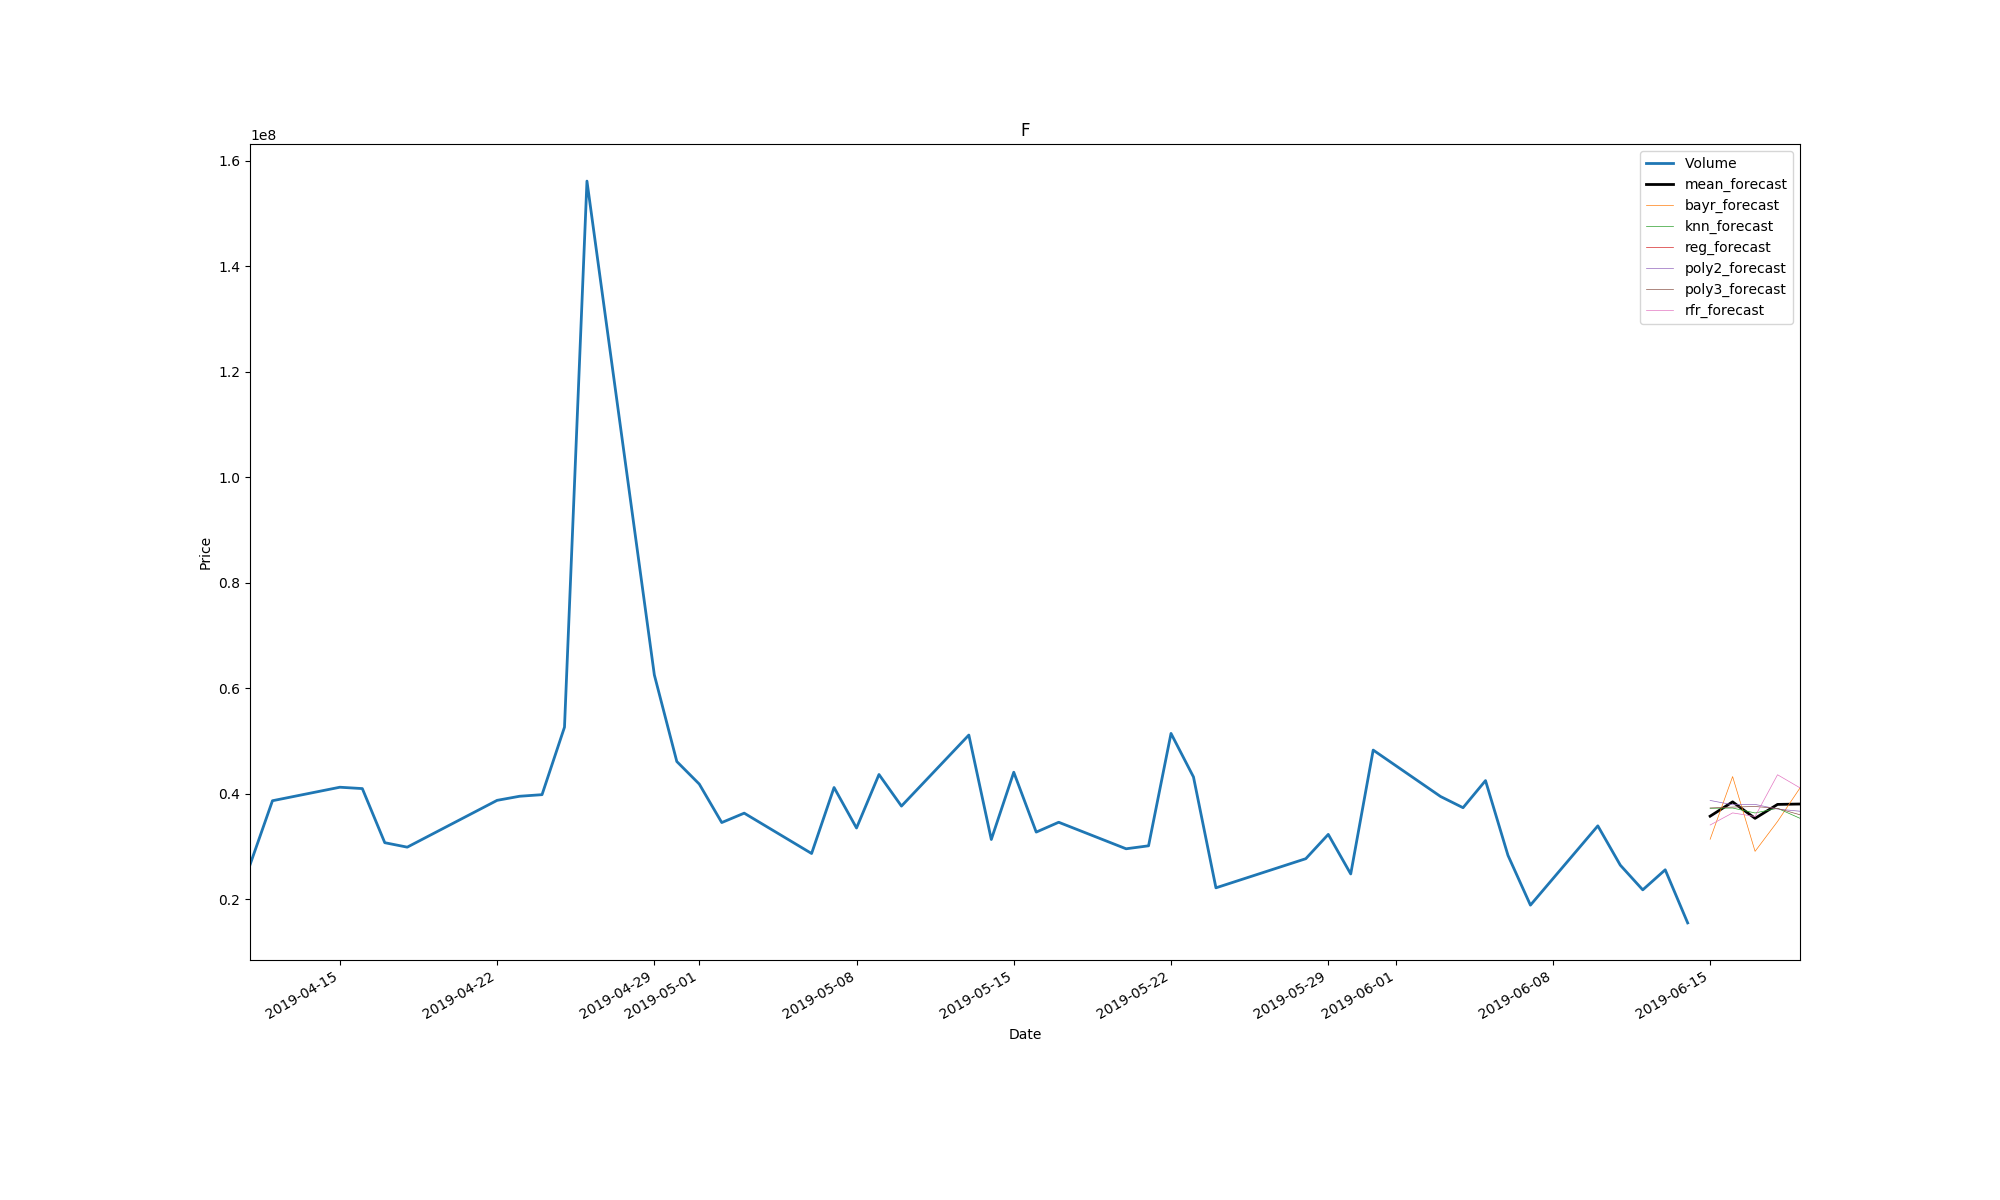 F
1e8
1.6
1.4
1.2
1.0
0.8
0.6
0.4
0.2
Price
Volume
mean_forecast
bayr_forecast
knn_forecast
reg_forecast
poly2_forecast
poly3_forecast
rfr_forecast
2019-04-15
2019-04-22
2019-04-29
2019-05-01
2019-05-08
2019-05-15
2019-05-22
2019-05-29
2019-06-01
2019-06-08
2019-06-15
Date